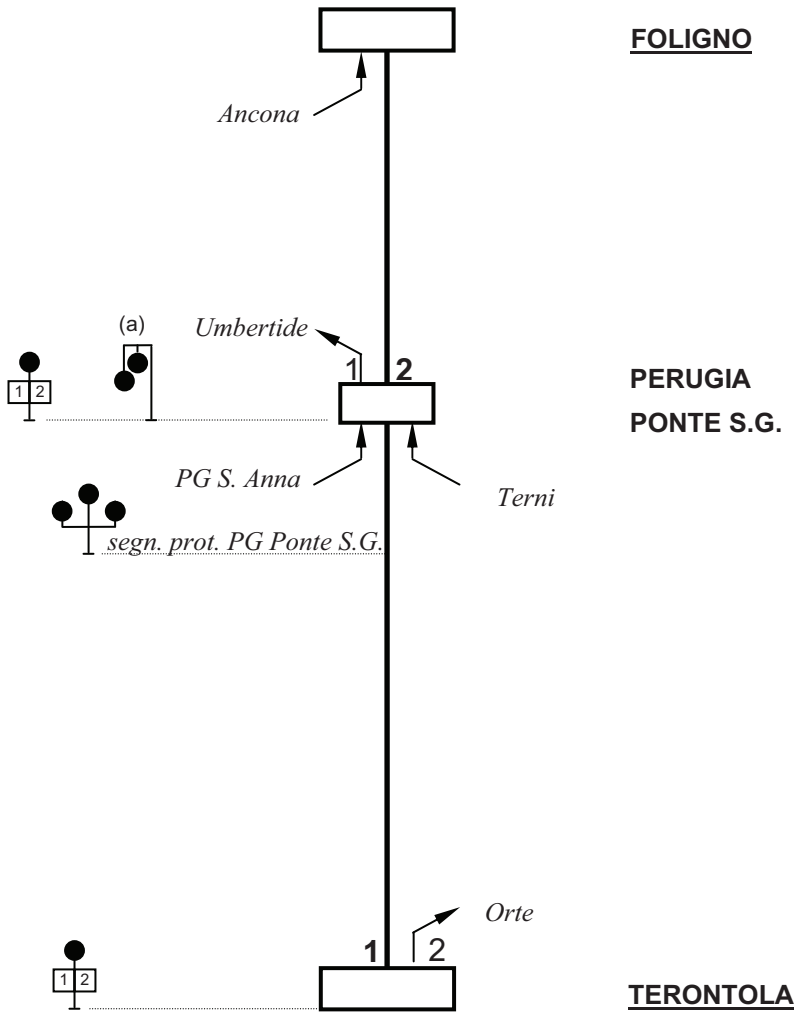 FOLIGNO
Ancona
(a)
Umbertide
1 2
1 2
PERUGIA
PONTE S.G.
PG S. Anna
Terni
segn. prot. PG Ponte S.G.
Orte
1 2
1 2
TERONTOLA